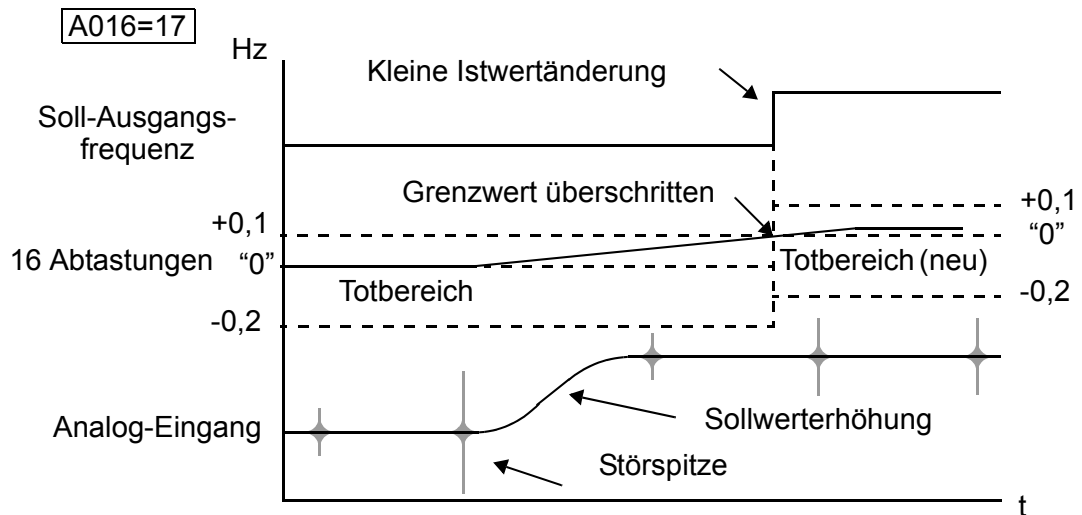 A016=17
Hz
Kleine Istwertänderung
Soll-Ausgangs-
frequenz
Grenzwert überschritten
+0,1
+0,1
“0”
16 Abtastungen “0”
Totbereich (neu)
Totbereich
-0,2
-0,2
Analog-Eingang
Sollwerterhöhung
Störspitze
t